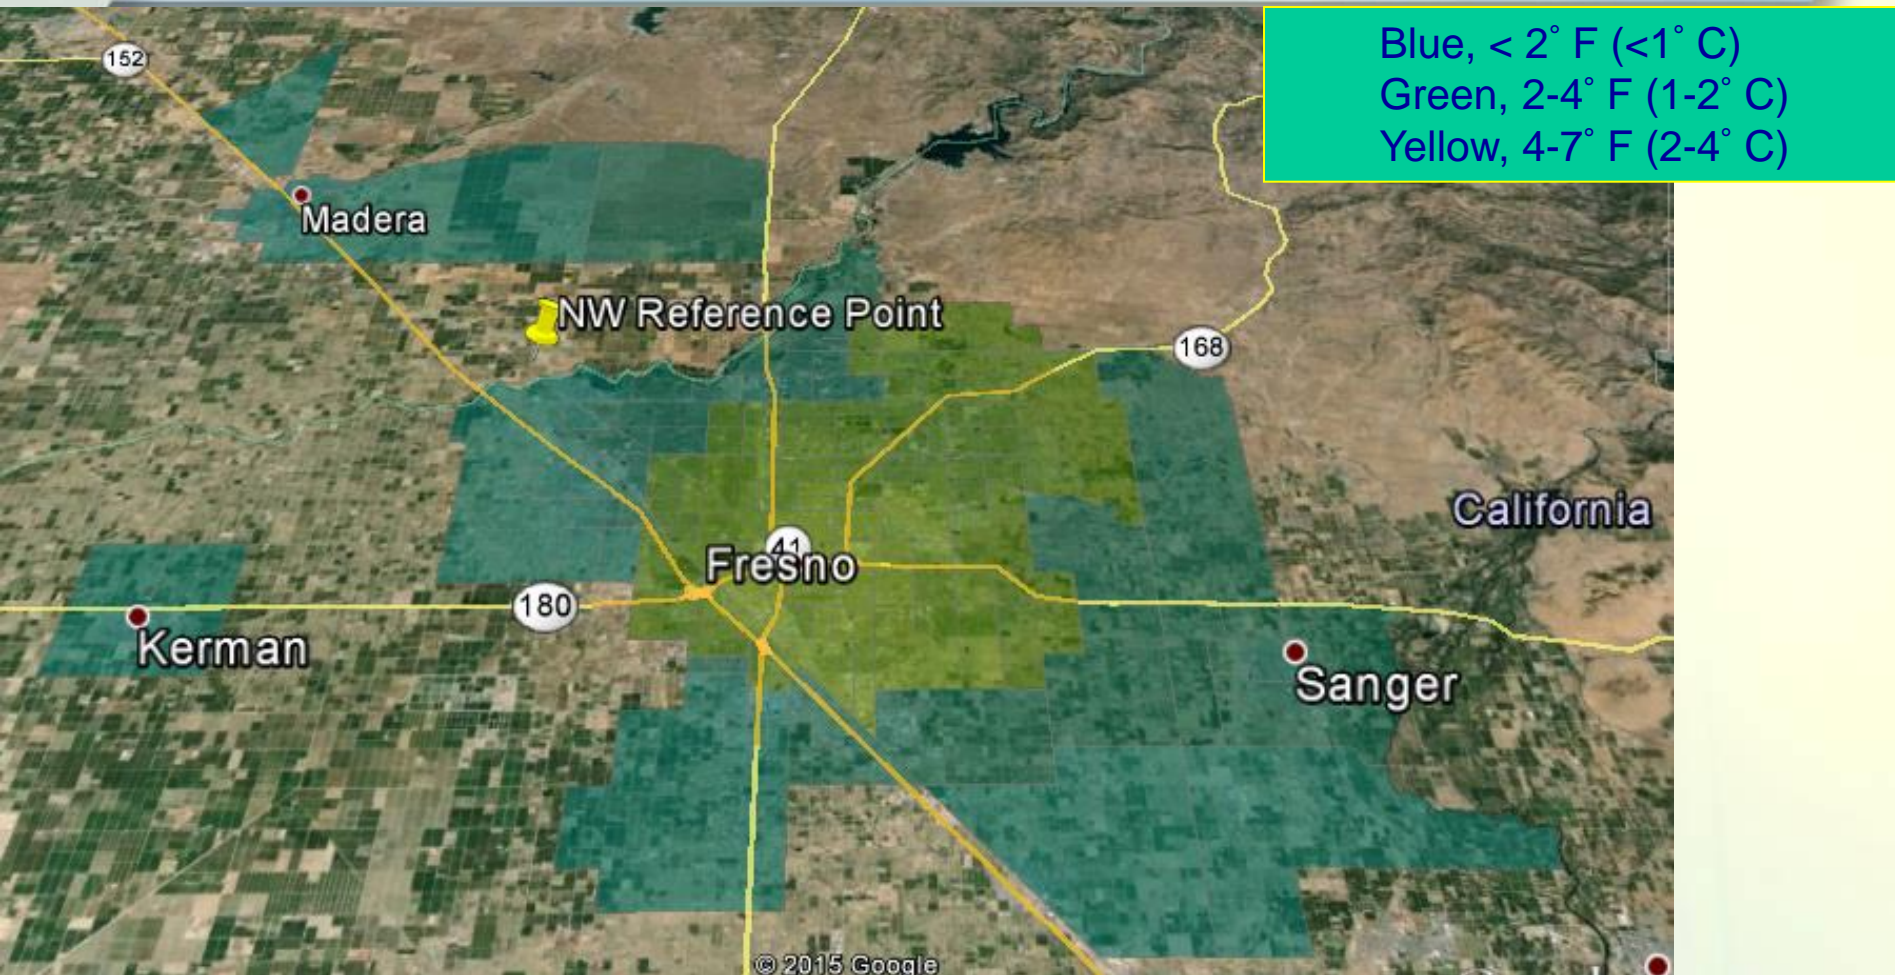 Blue, < 2° F (<1° C)
Green, 2-4° F (1-2° C)
Yellow, 4-7° F (2-4° C)
152
Madera
NW Reference Point
168
California
41
Fresno
180
Kerman
Sanger
© 2015 Google